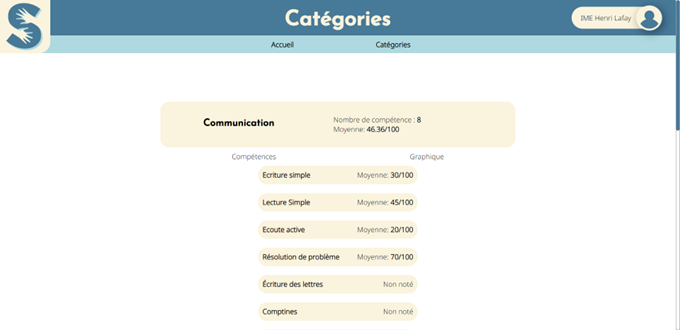 Catégories
IME Henri Lafay
Accueil Catégories
Communication
Nombre de compétence : 8
Moyenne: 46.36/100
Compétences Graphique
Ecriture simple Moyenne: 30/100
Lecture Simple Moyenne: 45/100
Ecoute active Moyenne: 20/100
Résolution de problème Moyenne: 70/100
Écriture des lettres Non noté
Comptines Non noté